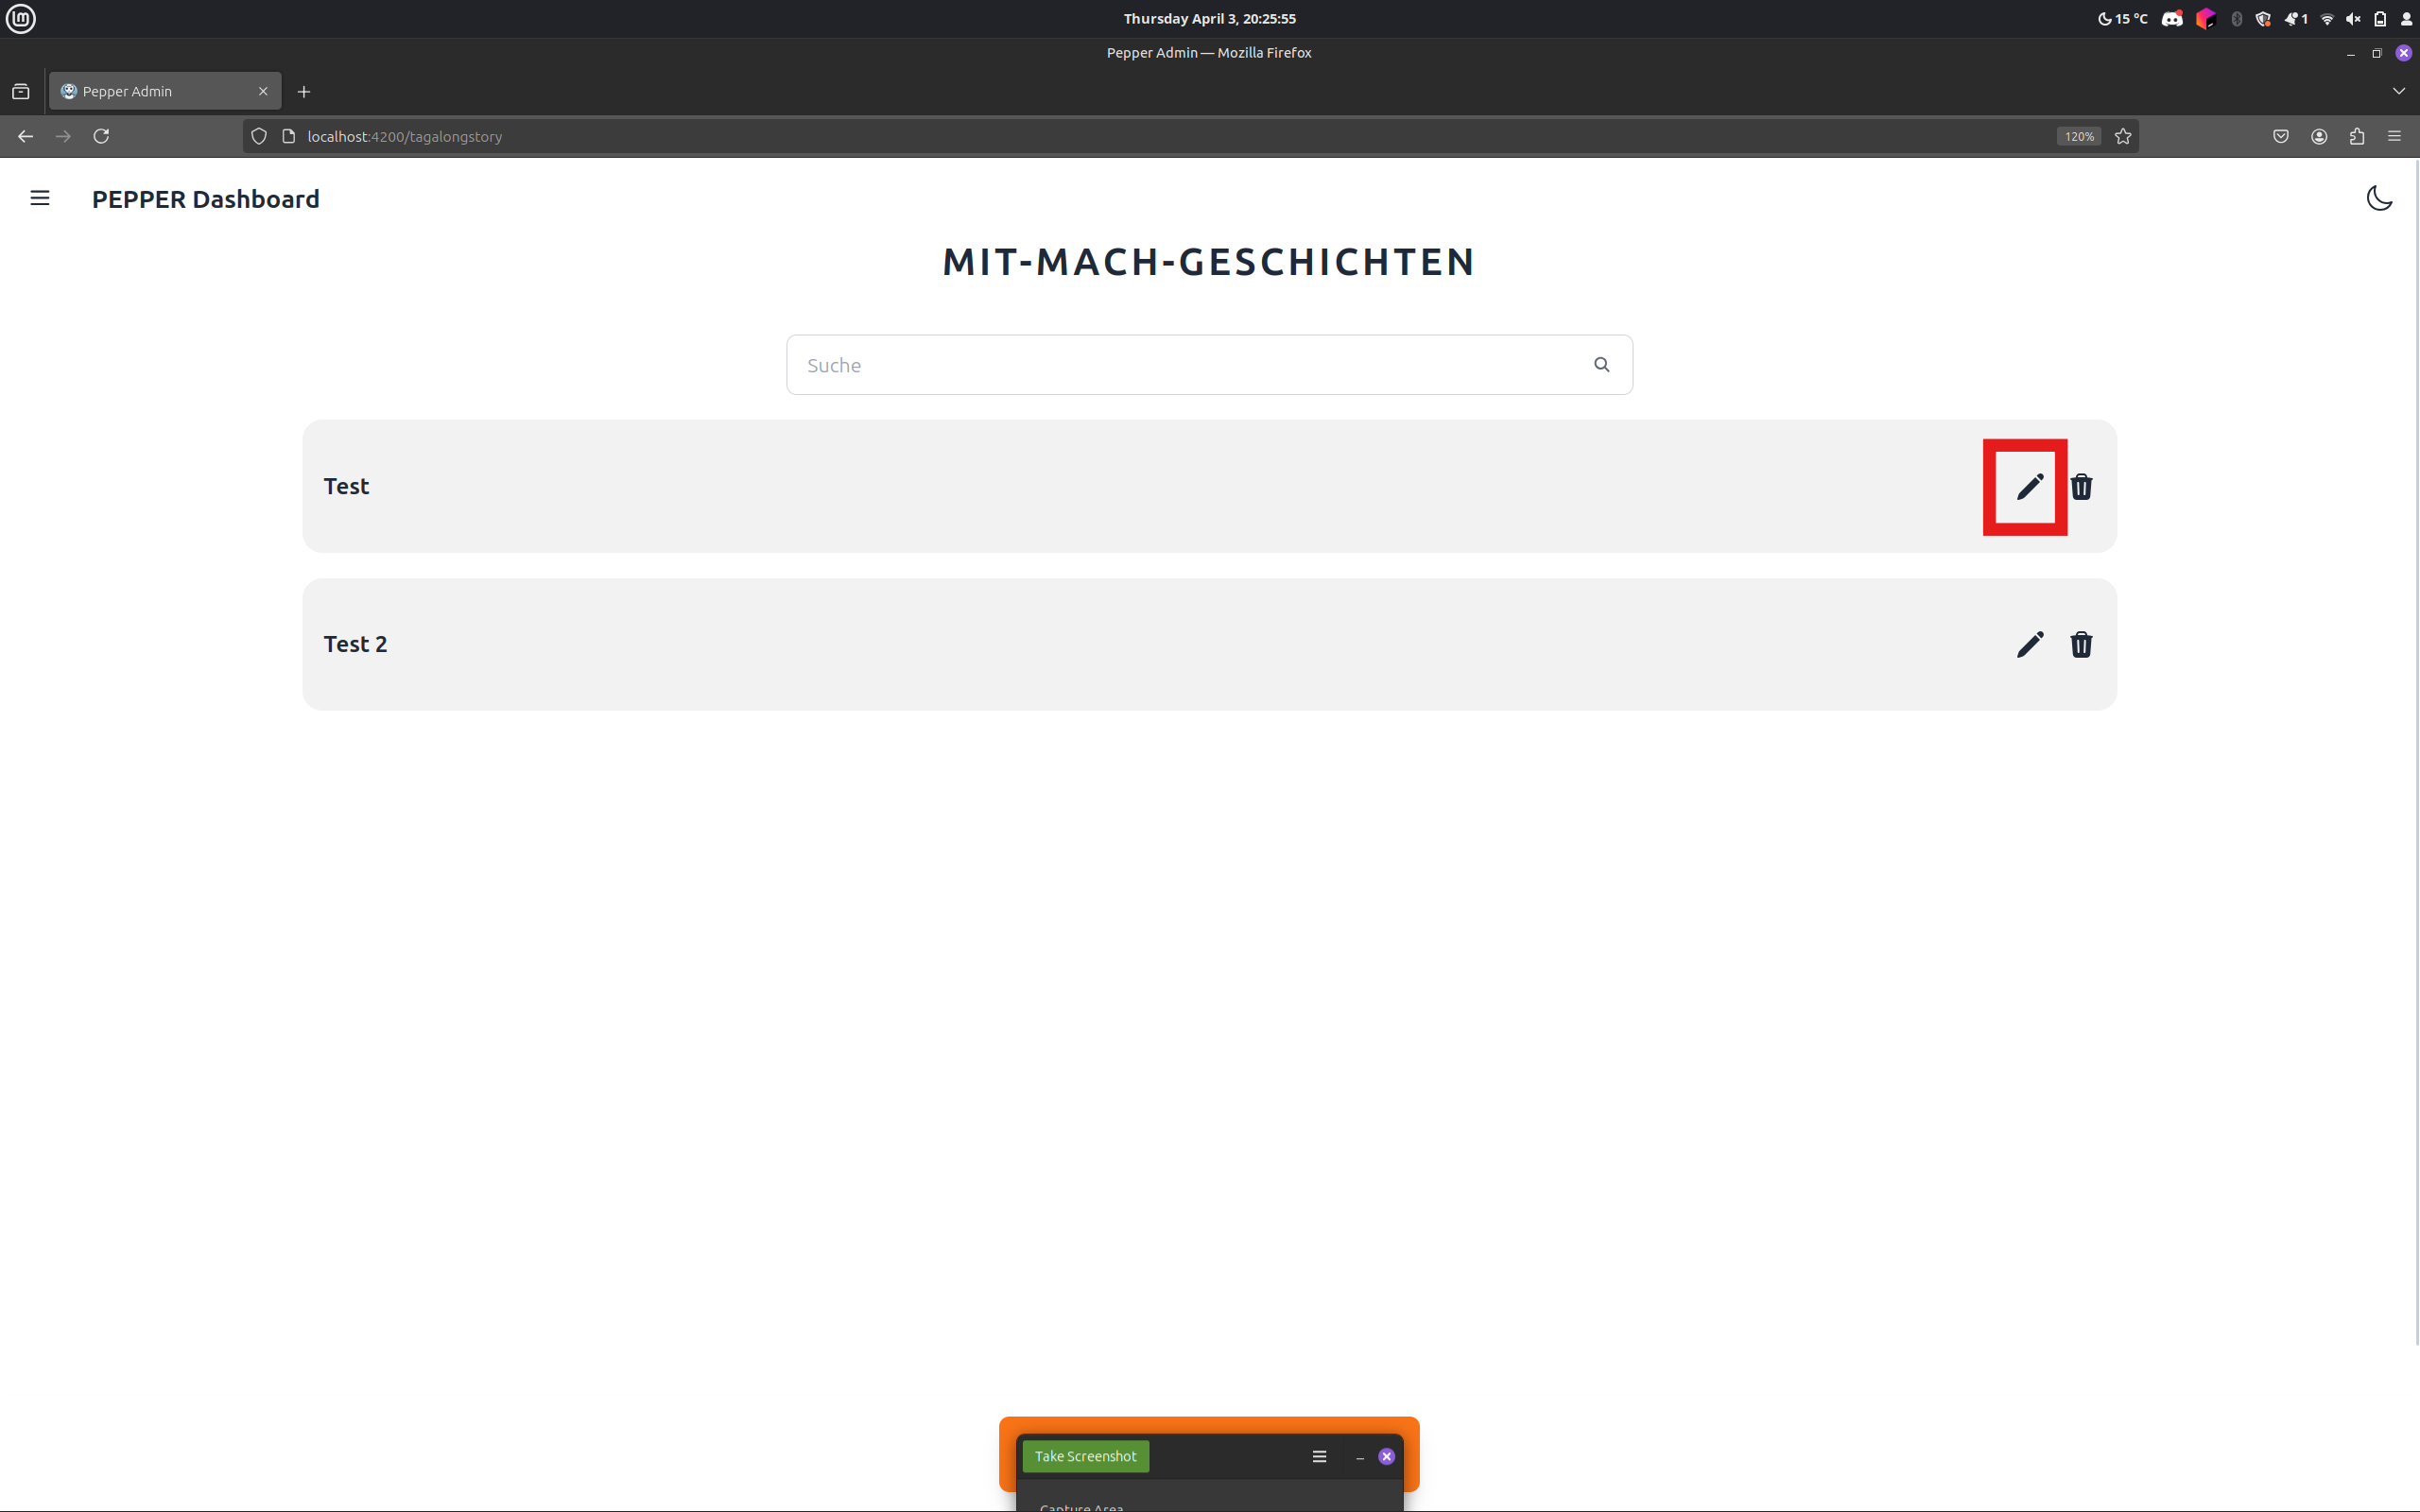 Thursday April 3, 20:25:55
15 °C
1
Pepper Admin — Mozilla Firefox
Pepper Admin
localhost:4200/tagalongstory
120%
PEPPER Dashboard
MIT-MACH-GESCHICHTEN
Suche
Test
Test 2
Take Screenshot
Capture Area